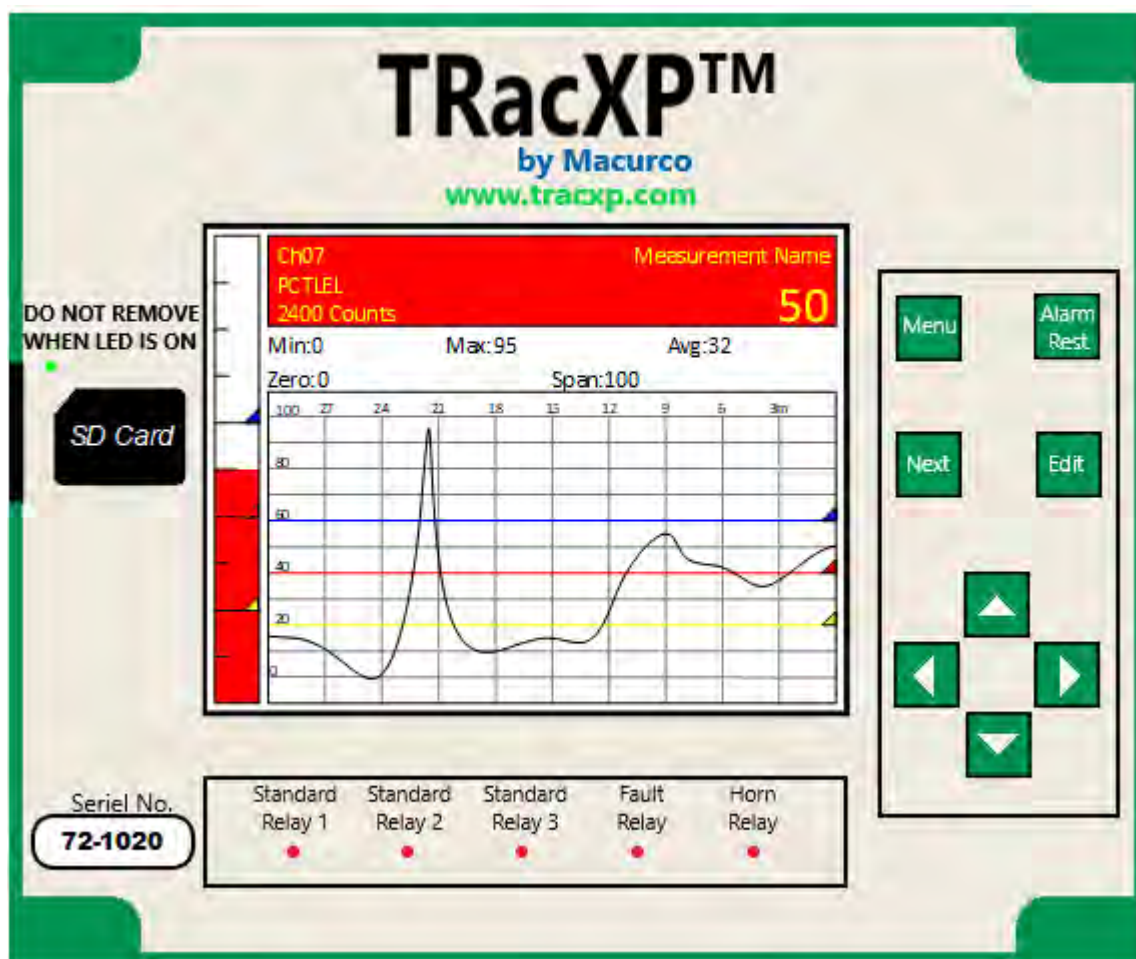 TRacXP™
by Macurco
www.tracxp.com
DO NOT REMOVE
WHEN LED IS ON
SD Card
Ch07 Measurement Name
PCTLEL
2400 Counts 50
Min:0 Max:95 Avg:32
Zero:0 Span:100
100 27 24 21 18 15 12 9 6 3m
80
60
40
20
0
Menu
Alarm
Rest
Next
Edit
Seriel No.
72-1020
Standard Standard Standard Fault Horn
Relay 1 Relay 2 Relay 3 Relay Relay